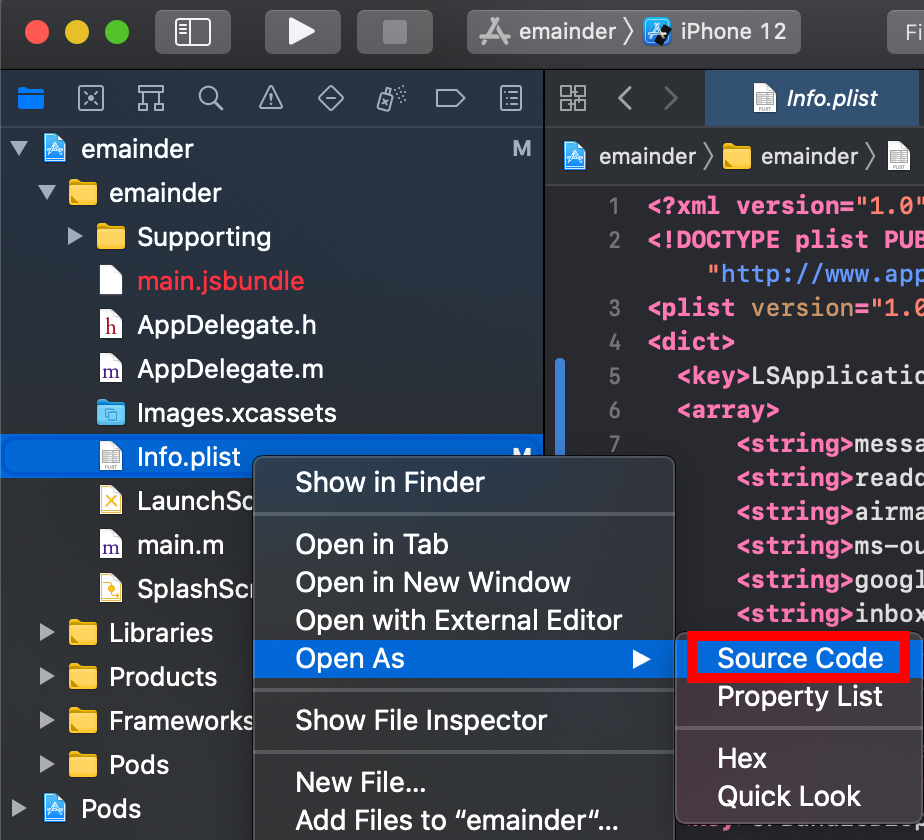 emainder 〉 iPhone 12
Fi
Info.plist
emainder
M
emainder 〉 emainder 〉
emainder
Supporting
main.jsbundle
AppDelegate.h
AppDelegate.m
Images.xcassets
Info.plist
M
LaunchSc
main.m
SplashScr
Libraries
Products
Frameworks
Pods
Pods
1 <?xml version="1.0"
2 <!DOCTYPE plist PUB
"http://www.app
3 <plist version="1.0
4 <dict>
5 <key>LSApplicatio
6 <array>
7 <string>messa
<string>readd
<string>airma
<string>ms-ou
<string>googl
<string>inbox
Show in Finder
Open in Tab
Open in New Window
Open with External Editor
Open As
Show File Inspector
New File...
Add Files to “emainder“...
Source Code
Property List
Hex
Quick Look